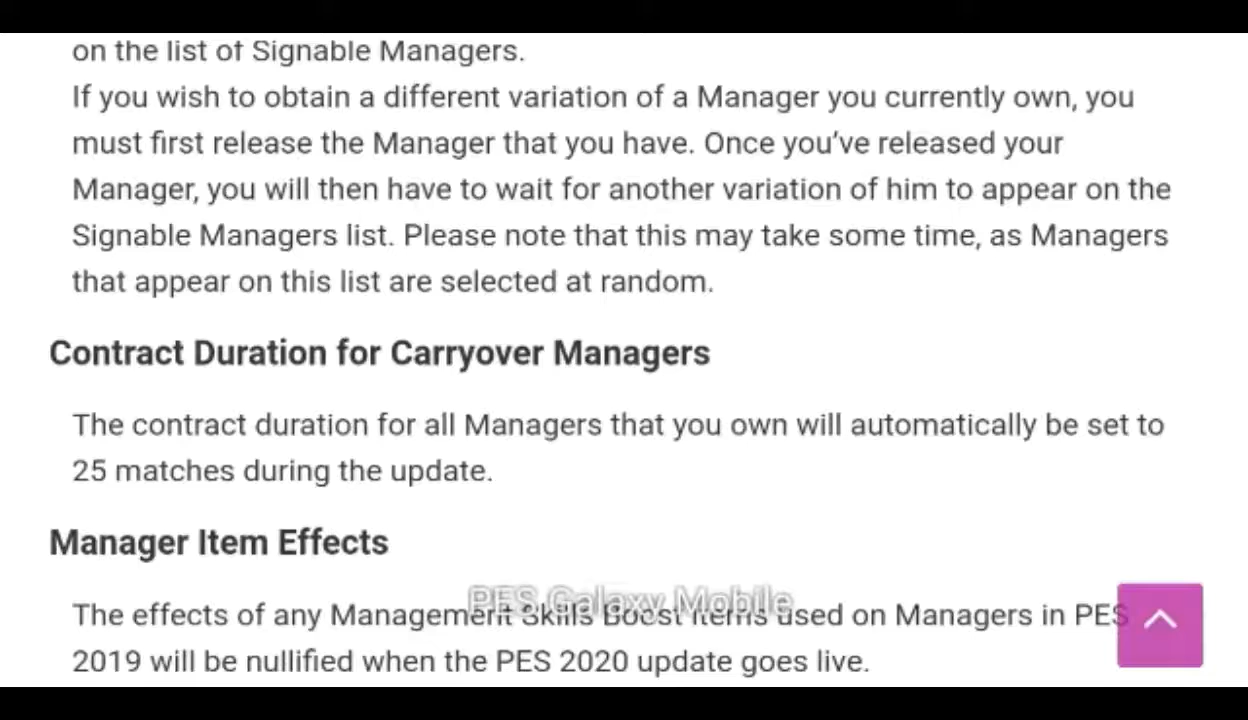 on the list of Signable Managers.
If you wish to obtain a different variation of a Manager you currently own, you
must first release the Manager that you have. Once you’ve released your
Manager, you will then have to wait for another variation of him to appear on the
Signable Managers list. Please note that this may take some time, as Managers
that appear on this list are selected at random.
Contract Duration for Carryover Managers
The contract duration for all Managers that you own will automatically be set to
25 matches during the update.
Manager Item Effects
PES Galaxy Mobile
The effects of any Management Skills Boost items used on Managers in PES
2019 will be nullified when the PES 2020 update goes live.